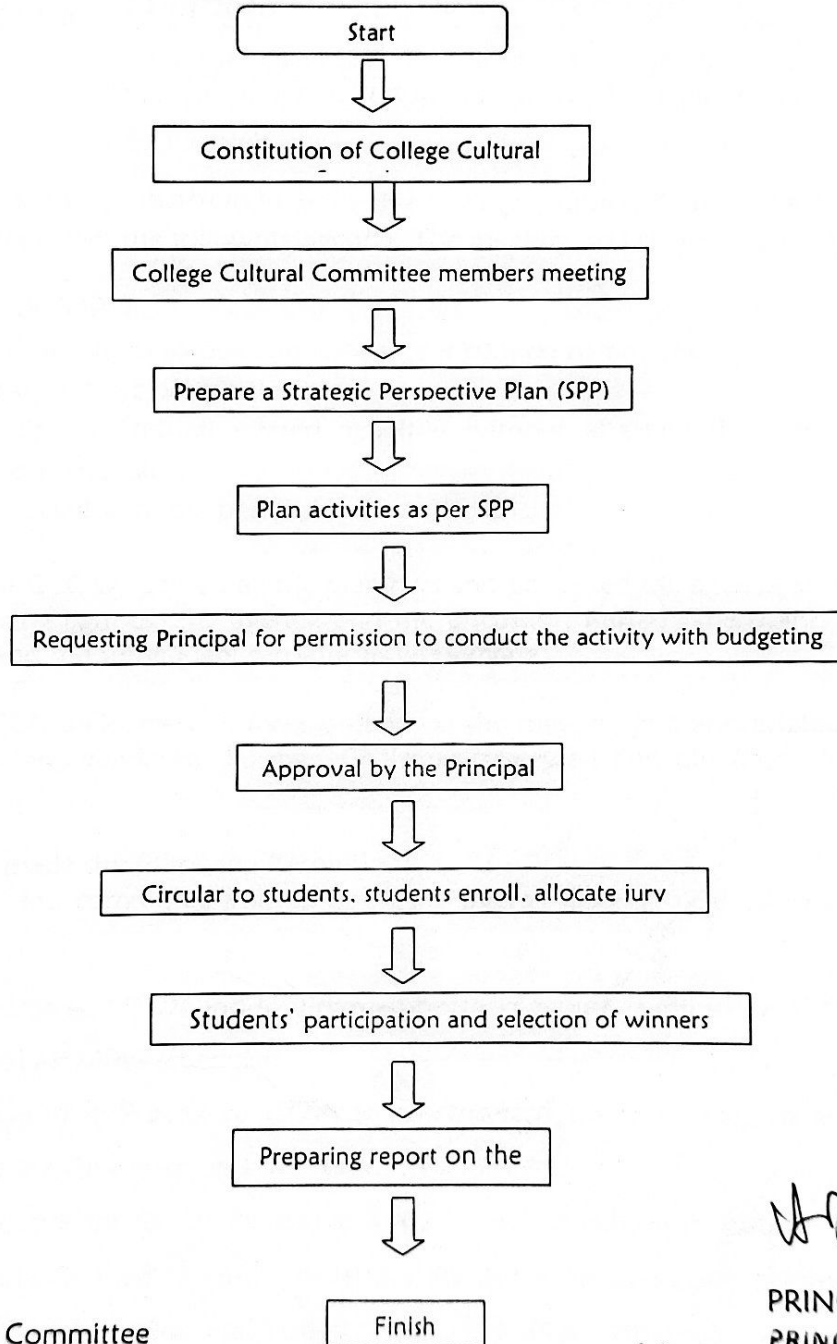 Start
Constitution of College Cultural
College Cultural Committee members meeting
Prepare a Strategic Perspective Plan (SPP)
Plan activities as per SPP
Requesting Principal for permission to conduct the activity with budgeting
Approval by the Principal
Circular to students, students enroll, allocate jury
Students' participation and selection of winners
Preparing report on the
Finish
Committee
PRIN
PRIN